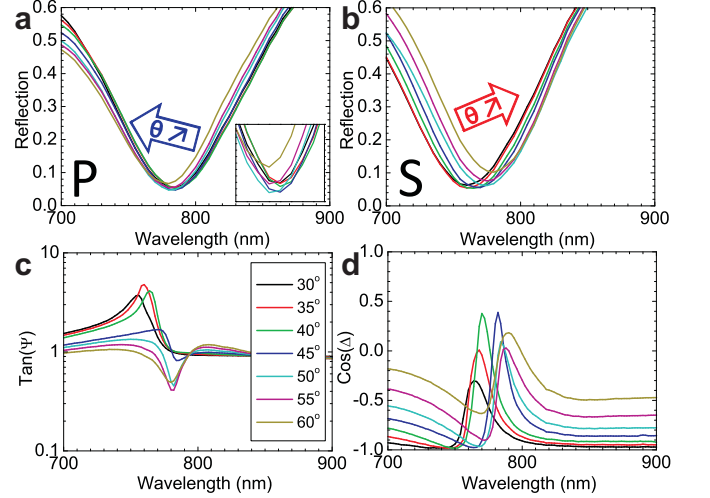 a
0.6
0.5
0.4
0.3
0.2
0.1
0.0
Reflection
θ
P
700
800
900
Wavelength (nm)
b
0.6
0.5
0.4
0.3
0.2
0.1
0.0
Reflection
θ
S
700
800
900
Wavelength (nm)
c
10
1
0.1
Tan(Ψ)
30°
35°
40°
45°
50°
55°
60°
700
800
900
Wavelength (nm)
d
1.0
0.5
0.0
-0.5
-1.0
Cos(Δ)
700
800
900
Wavelength (nm)